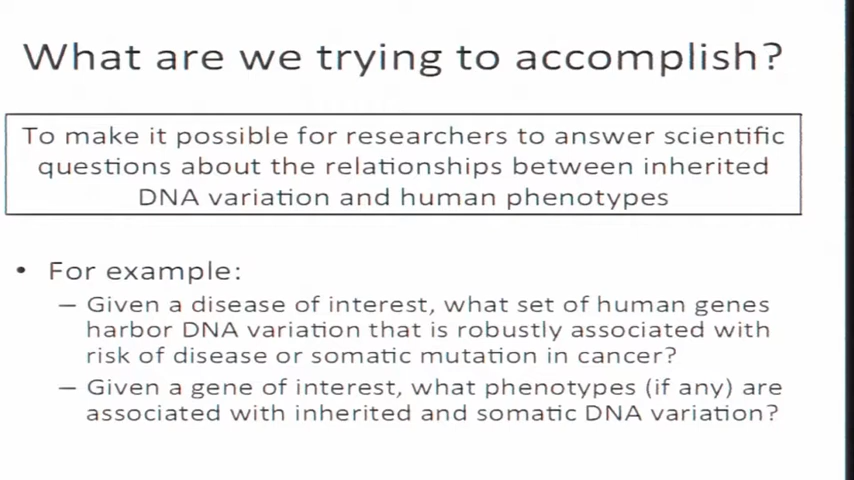 What are we trying to accomplish?
To make it possible for researchers to answer scientific
questions about the relationships between inherited
DNA variation and human phenotypes
• For example:
– Given a disease of interest, what set of human genes
harbor DNA variation that is robustly associated with
risk of disease or somatic mutation in cancer?
– Given a gene of interest, what phenotypes (if any) are
associated with inherited and somatic DNA variation?